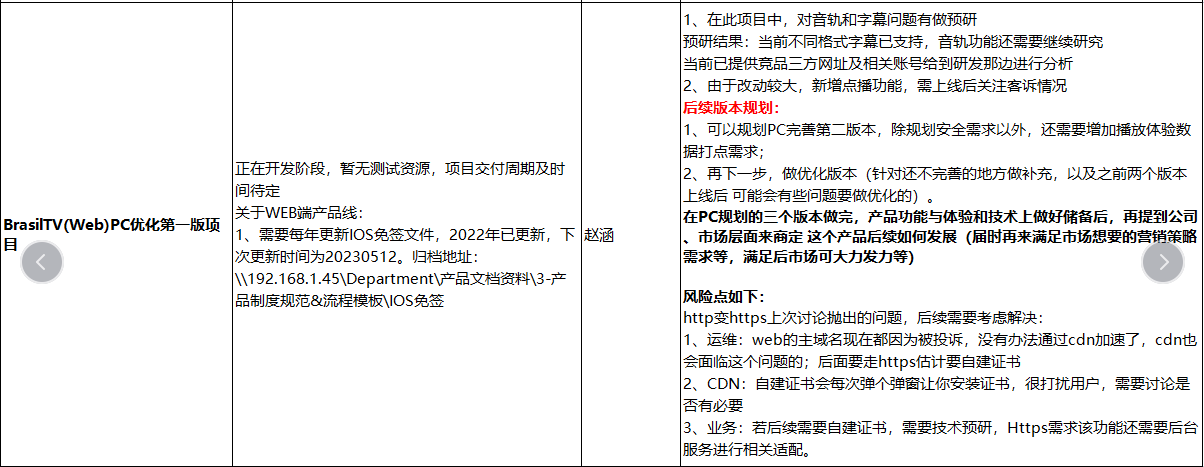 BrasilTV(Web)PC优化第一版项
目
正在开发阶段，暂无测试资源，项目交付周期及时
间待定
关于WEB端产品线：
1、需要每年更新IOS免签文件，2022年已更新，下
次更新时间为20230512。归档地址：
\\192.168.1.45\Department\产品文档资料\3-产
品制度规范&流程模板\IOS免签
赵涵
1、在此项目中，对音轨和字幕问题有做预研
预研结果：当前不同格式字幕已支持，音轨功能还需要继续研究
当前已提供竞品三方网址及相关账号给到研发那边进行分析
2、由于改动较大，新增点播功能，需上线后关注客诉情况
后续版本规划：
1、可以规划PC完善第二版本，除规划安全需求以外，还需要增加播放体验数
据打点需求；
2、再下一步，做优化版本（针对还不完善的地方做补充，以及之前两个版本
上线后 可能会有些问题要做优化的）。
在PC规划的三个版本做完，产品功能与体验和技术上做好储备后，再提到公司
、市场层面来商定 这个产品后续如何发展（届时再来满足市场想要的营销策略
需求等，满足后市场可大力发力等）
风险点如下：
http变https上次讨论抛出的问题，后续需要考虑解决：
1、运维：web的主域名现在都因为被投诉，没有办法通过cdn加速了，cdn也
会面临这个问题的；后面要走https估计要自建证书
2、CDN：自建证书会每次弹个弹窗让你安装证书，很打扰用户，需要讨论是
否有必要
3、业务：若后续需要自建证书，需要技术预研，Https需求该功能还需要后台
服务进行相关适配。